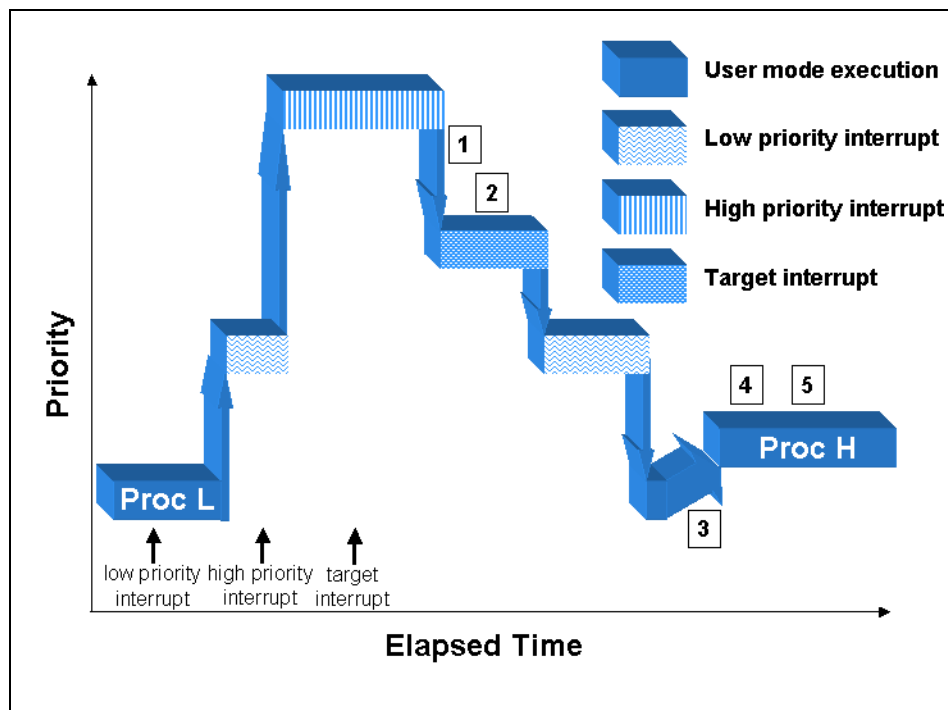 User mode execution
Low priority interrupt
1
2
High priority interrupt
Target interrupt
Priority
4
5
Proc H
Proc L
3
low priority
interrupt
high priority
interrupt
target
interrupt
Elapsed Time